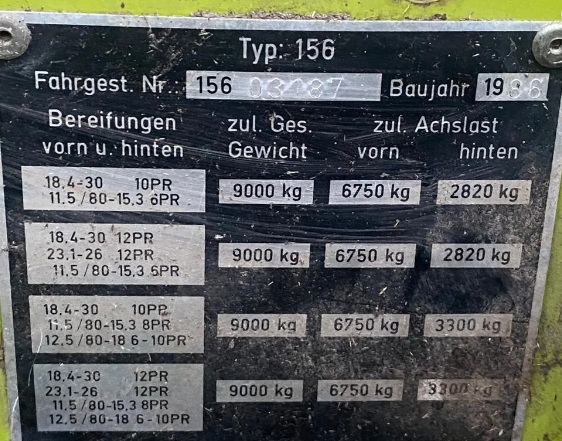 Typ: 156
Fahrgest. Nr.: 156 03087 Baujahr 1986
Bereifungen zul. Ges. zul. Achslast
vorn u. hinten Gewicht vorn hinten
18.4-30 10PR
11.5/80-15,3 6PR 9000 kg 6750 kg 2820 kg
18.4-30 12PR
23.1-26 12PR 9000 kg 6750 kg 2820 kg
11.5/80-15,3 6PR
18.4-30 10PR
11,5/80-15,3 8PR 9000 kg 6750 kg 3300 kg
12,5/80-18 6-10PR
18.4-30 12PR
23.1-26 12PR 9000 kg 6750 kg 3300 kg
11,5/80-15,3 8PR
12,5/80-18 6-10PR